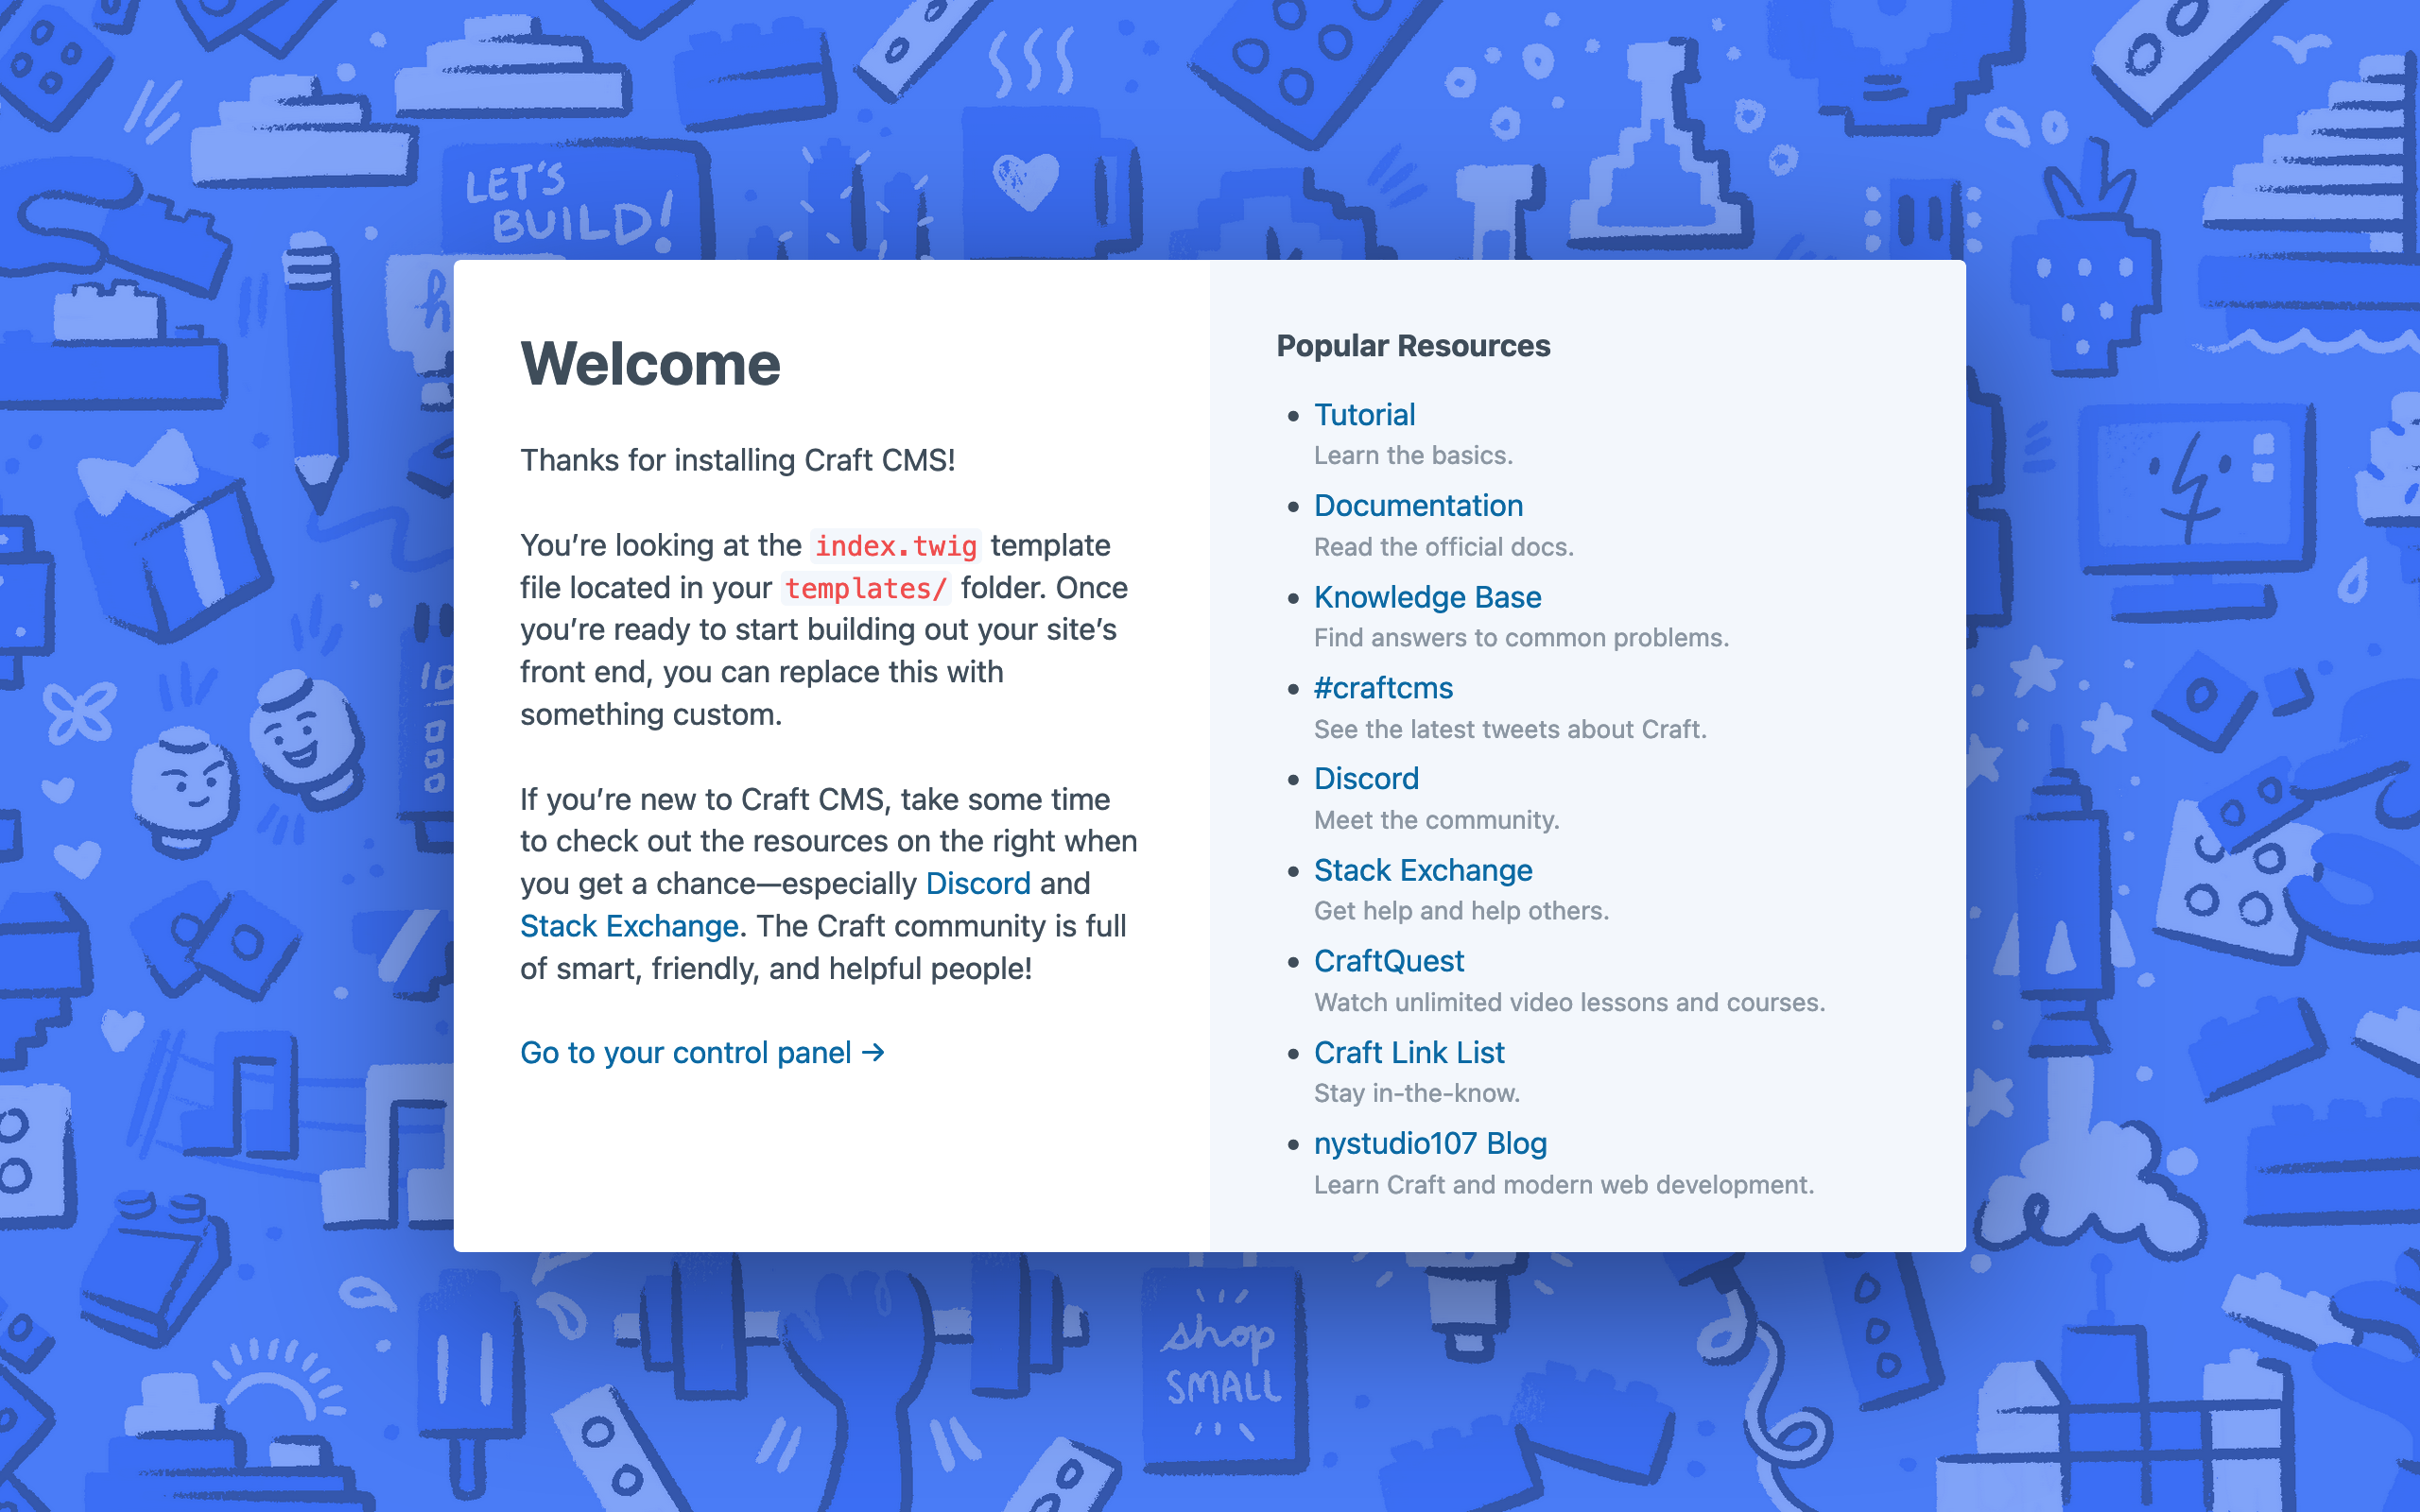 LET'S
BUILD!
Welcome
Thanks for installing Craft CMS!
You’re looking at the index.twig template
file located in your templates/ folder. Once
you’re ready to start building out your site’s
front end, you can replace this with
something custom.
If you’re new to Craft CMS, take some time
to check out the resources on the right when
you get a chance—especially Discord and
Stack Exchange. The Craft community is full
of smart, friendly, and helpful people!
Go to your control panel →
Popular Resources
• Tutorial
Learn the basics.
• Documentation
Read the official docs.
• Knowledge Base
Find answers to common problems.
• #craftcms
See the latest tweets about Craft.
• Discord
Meet the community.
• Stack Exchange
Get help and help others.
• CraftQuest
Watch unlimited video lessons and courses.
• Craft Link List
Stay in-the-know.
• nystudio107 Blog
Learn Craft and modern web development.
shop
SMALL